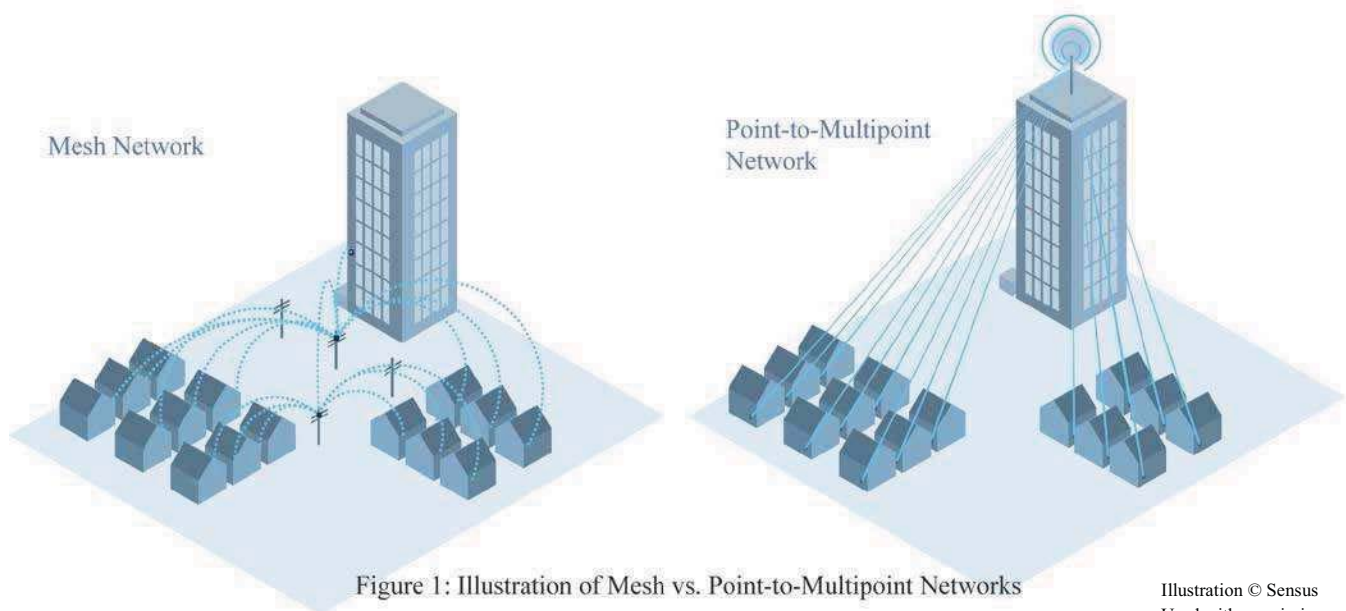 Mesh Network
Point-to-Multipoint
Network
Figure 1: Illustration of Mesh vs. Point-to-Multipoint Networks
Illustration © Sensus